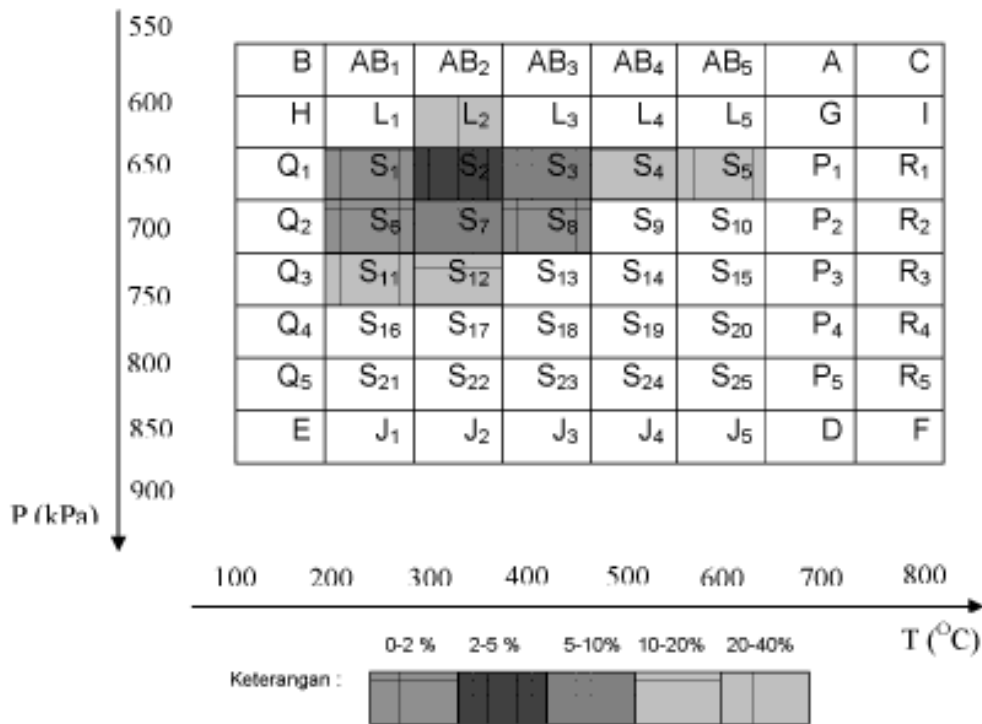 550
B AB₁ AB₂ AB₃ AB₄ AB₅ A C
600
H L₁ L₂ L₃ L₄ L₅ G I
650
Q₁ S₁ S₂ S₃ S₄ S₅ P₁ R₁
700
Q₂ S₆ S₇ S₈ S₉ S₁₀ P₂ R₂
Q₃ S₁₁ S₁₂ S₁₃ S₁₄ S₁₅ P₃ R₃
750
Q₄ S₁₆ S₁₇ S₁₈ S₁₉ S₂₀ P₄ R₄
800
Q₅ S₂₁ S₂₂ S₂₃ S₂₄ S₂₅ P₅ R₅
850
E J₁ J₂ J₃ J₄ J₅ D F
900
P (kPa)
100 200 300 400 500 600 700 800
T (°C)
0-2 % 2-5 % 5-10% 10-20% 20-40%
Keterangan :